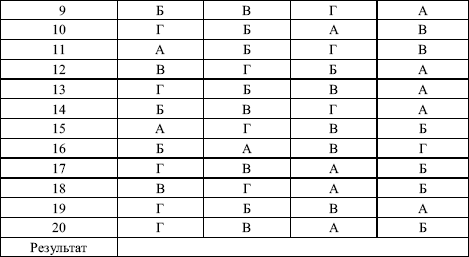 9 Б В Г А
10 Г Б А В
11 А Б Г В
12 В Г Б А
13 Г Б В А
14 Б В Г А
15 А Г В Б
16 Б А В Г
17 Г В А Б
18 В Г А Б
19 Г Б В А
20 Г В А Б
Результат